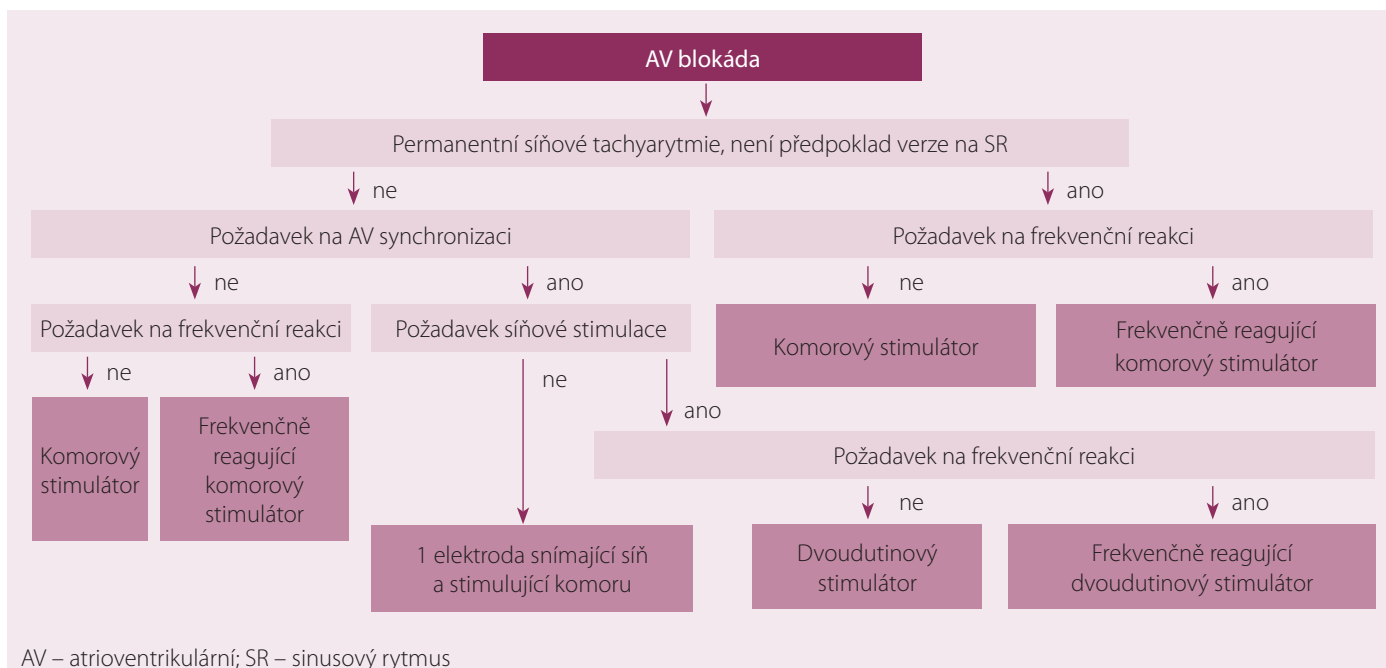 AV blokáda
Permanentní síňové tachyarytmie, není předpoklad verze na SR
ne
ano
Požadavek na AV synchronizaci
Požadavek na frekvenční reakci
ne
ano
ne
ano
Požadavek na frekvenční reakci
Požadavek síňové stimulace
Komorový stimulátor
Frekvenčně reagující
komorový stimulátor
ne
ano
ne
ano
Komorový
stimulátor
Frekvenčně
reagující
komorový
stimulátor
Požadavek na frekvenční reakci
ne
ano
1 elektroda snímající síň
a stimulující komoru
Dvoudutinový
stimulátor
Frekvenčně reagující
dvoudutinový stimulátor
AV – atrioventrikulární; SR – sinusový rytmus